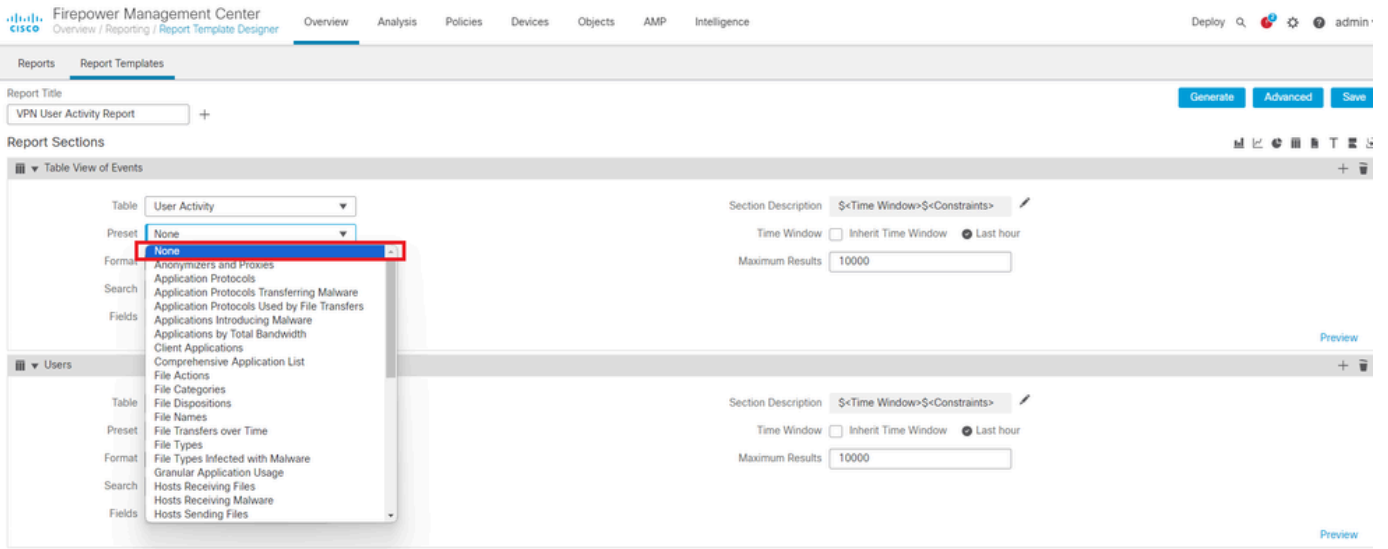 cisco
Firepower Management Center
Overview / Reporting / Report Template Designer
Overview Analysis Policies Devices Objects AMP Intelligence
Deploy admin
Reports Report Templates
Report Title
VPN User Activity Report
Generate Advanced Save
Report Sections
Table View of Events
Table User Activity Section Description $<Time Window>$<Constraints>
Preset None Time Window Inherit Time Window Last hour
Format Maximum Results 10000
Search
Fields
None
Anonymizers and Proxies
Application Protocols
Application Protocols Transferring Malware
Application Protocols Used by File Transfers
Applications Introducing Malware
Applications by Total Bandwidth
Client Applications
Comprehensive Application List
File Actions
File Categories
File Dispositions
File Names
File Transfers over Time
File Types
File Types Infected with Malware
Granular Application Usage
Hosts Receiving Files
Hosts Receiving Malware
Hosts Sending Files
Preview
Users
Table Section Description $<Time Window>$<Constraints>
Preset Time Window Inherit Time Window Last hour
Format Maximum Results 10000
Search
Fields
Preview